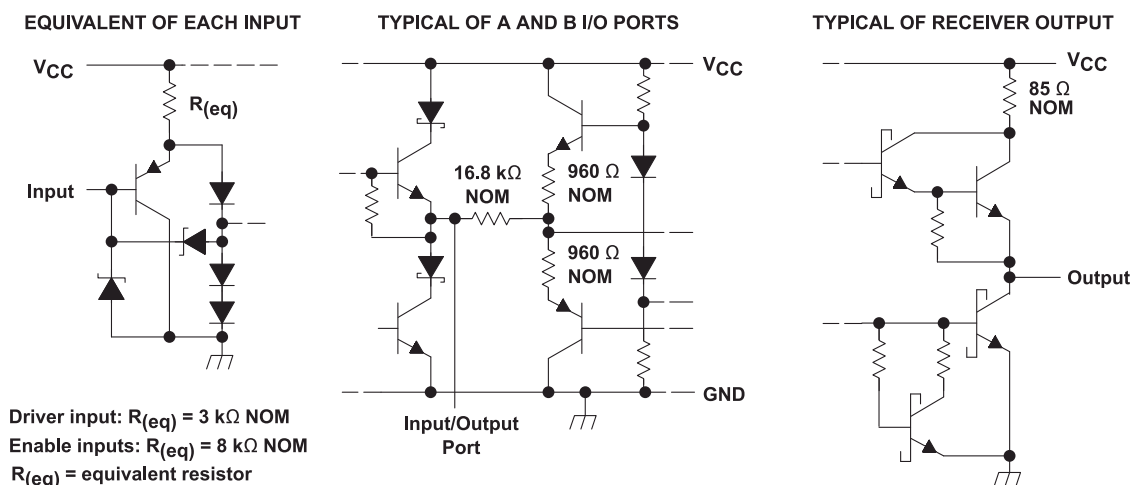 EQUIVALENT OF EACH INPUT
VCC
R(eq)
Input
Driver input: R(eq) = 3 kΩ NOM
Enable inputs: R(eq) = 8 kΩ NOM
R(eq) = equivalent resistor
TYPICAL OF A AND B I/O PORTS
VCC
16.8 kΩ
NOM
960 Ω
NOM
960 Ω
NOM
GND
Input/Output
Port
TYPICAL OF RECEIVER OUTPUT
VCC
85 Ω
NOM
Output